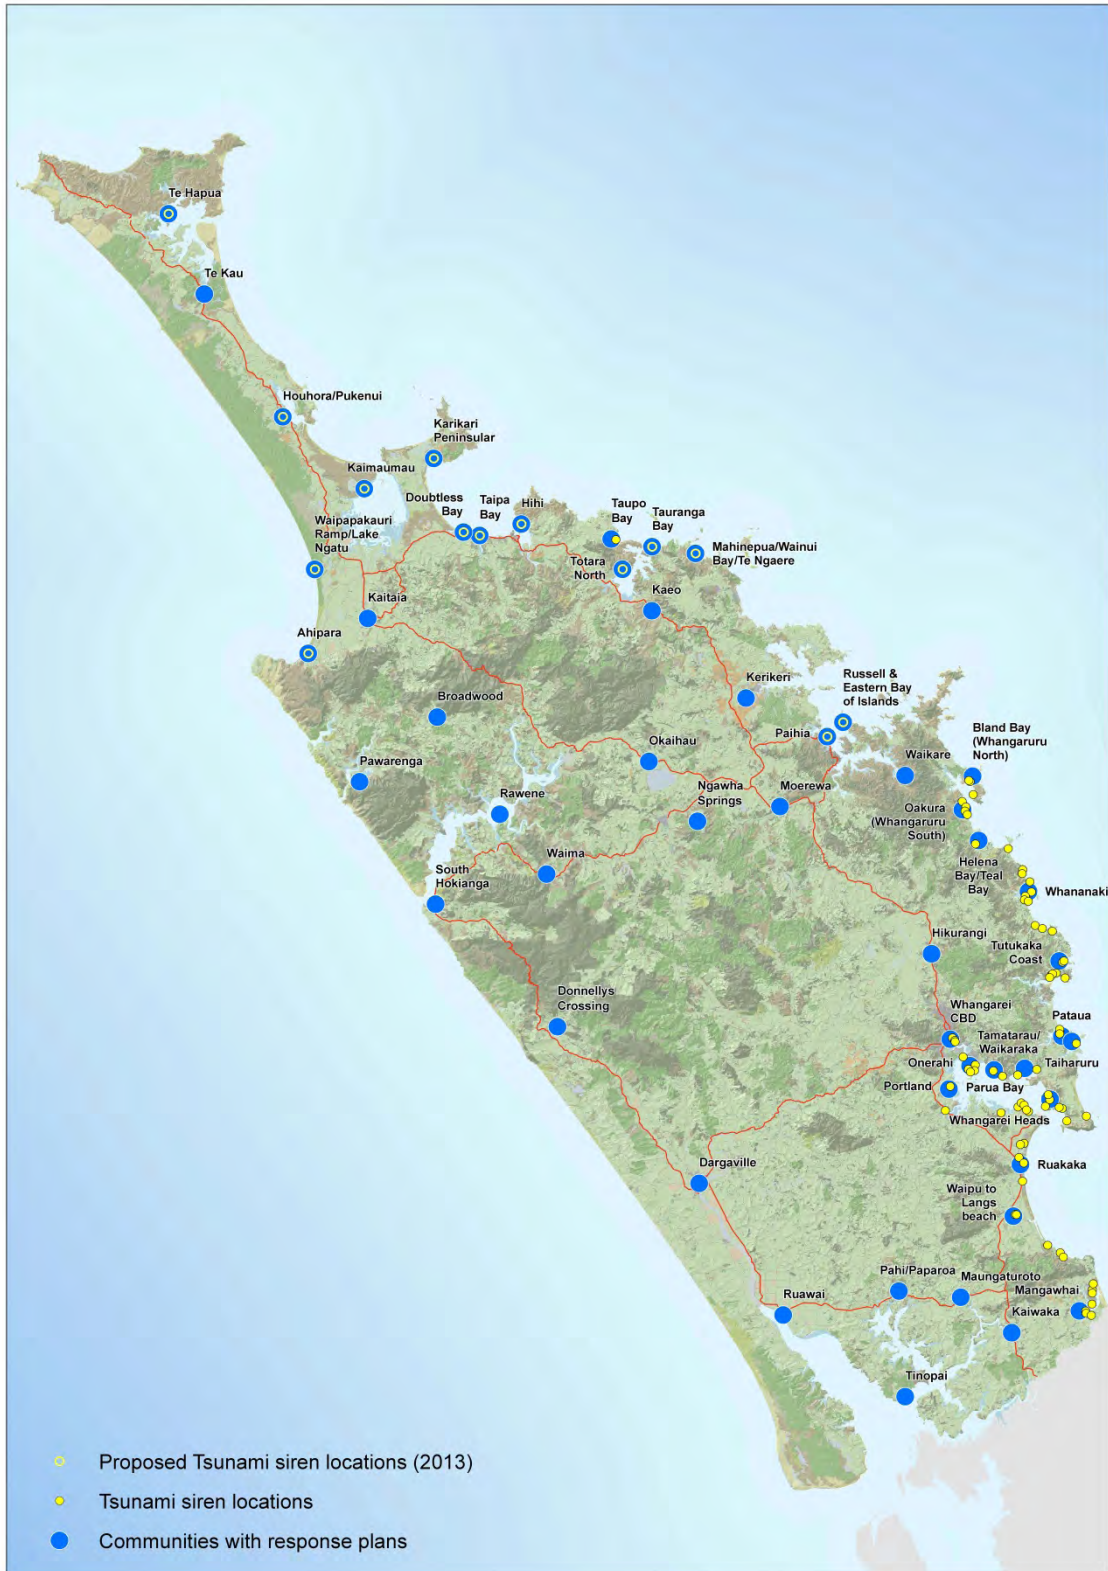 Te Hapua
Te Kau
Houhora/Pukenui
Karikari
Peninsular
Kaimaumau
Doubtless
Bay
Taipa
Bay
Hihi
Taupo
Bay
Tauranga
Bay
Waipapakauri
Ramp/Lake
Ngatu
Mahinepua/Wainui
Bay/Te Ngaere
Totara
North
Kaitaia
Kaeo
Ahipara
Kerikeri
Russell &
Eastern Bay
of Islands
Broadwood
Paihia
Okaihau
Waikare
Bland Bay
(Whangaruru
North)
Pawarenga
Rawene
Ngawha
Springs
Moerewa
Oakura
(Whangaruru
South)
Waima
Helena
Bay/Teal
Bay
South
Hokianga
Whananaki
Hikurangi
Tutukaka
Coast
Donnellys
Crossing
Whangarei
CBD
Pataua
Tamatarau/
Waikaraka
Onerahi
Taiharuru
Portland
Parua Bay
Whangarei Heads
Dargaville
Ruakaka
Waipu to
Langs
beach
Pahi/Paparoa
Maungaturoto
Mangawhai
Ruawai
Kaiwaka
Tinopai
Proposed Tsunami siren locations (2013)
Tsunami siren locations
Communities with response plans